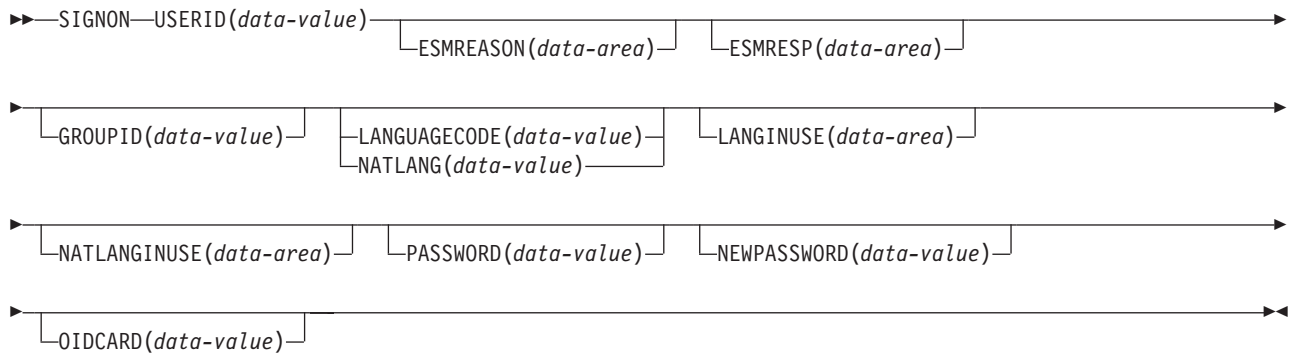 SIGNON USERID(data-value)
ESMREASON(data-area) ESMRESP(data-area)
GROUPID(data-value) LANGUAGECODE(data-value) LANGINUSE(data-area)
NATLANG(data-value)
NATLANGINUSE(data-area) PASSWORD(data-value) NEWPASSWORD(data-value)
OIDCARD(data-value)